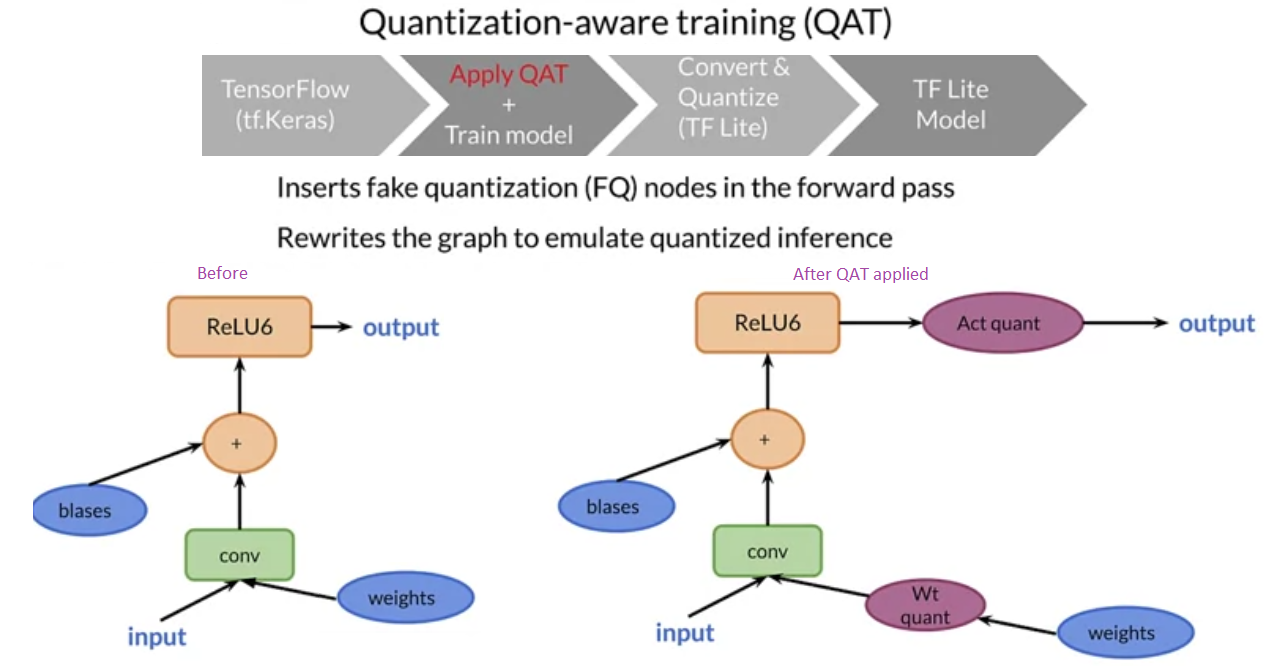 Quantization-aware training (QAT)
TensorFlow
(tf.Keras)
Apply QAT
+
Train model
Convert &
Quantize
(TF Lite)
TF Lite
Model
Inserts fake quantization (FQ) nodes in the forward pass
Rewrites the graph to emulate quantized inference
Before
ReLU6
output
+
blases
conv
weights
input
After QAT applied
ReLU6
Act quant
output
+
blases
conv
Wt
quant
weights
input